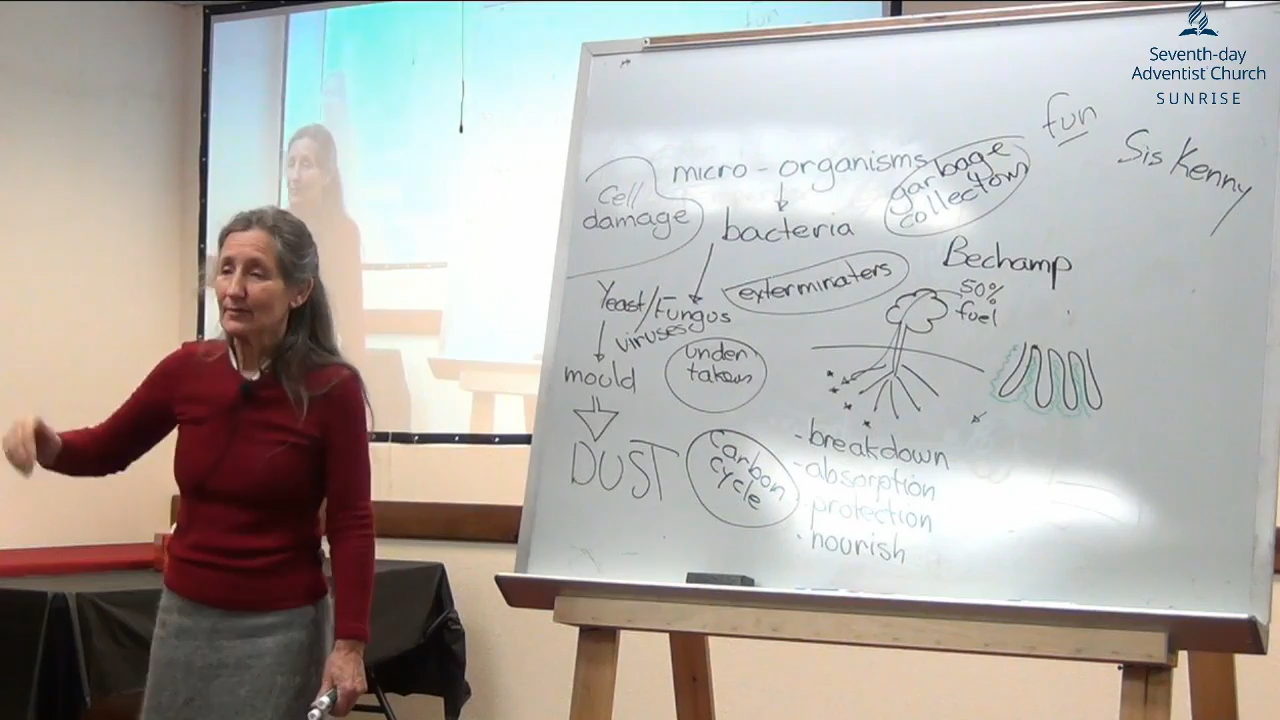 Seventh-day
Adventist Church
SUNRISE
fun
Sis Kenny
micro-organisms
garbage
collectors
Cell
damage
bacteria
Bechamp
exterminaters
50%
fuel
Yeast/Fungus
viruses
under
takers
mould
DUST
carbon
cycle
- breakdown
- absorption
· protection
· nourish
fun